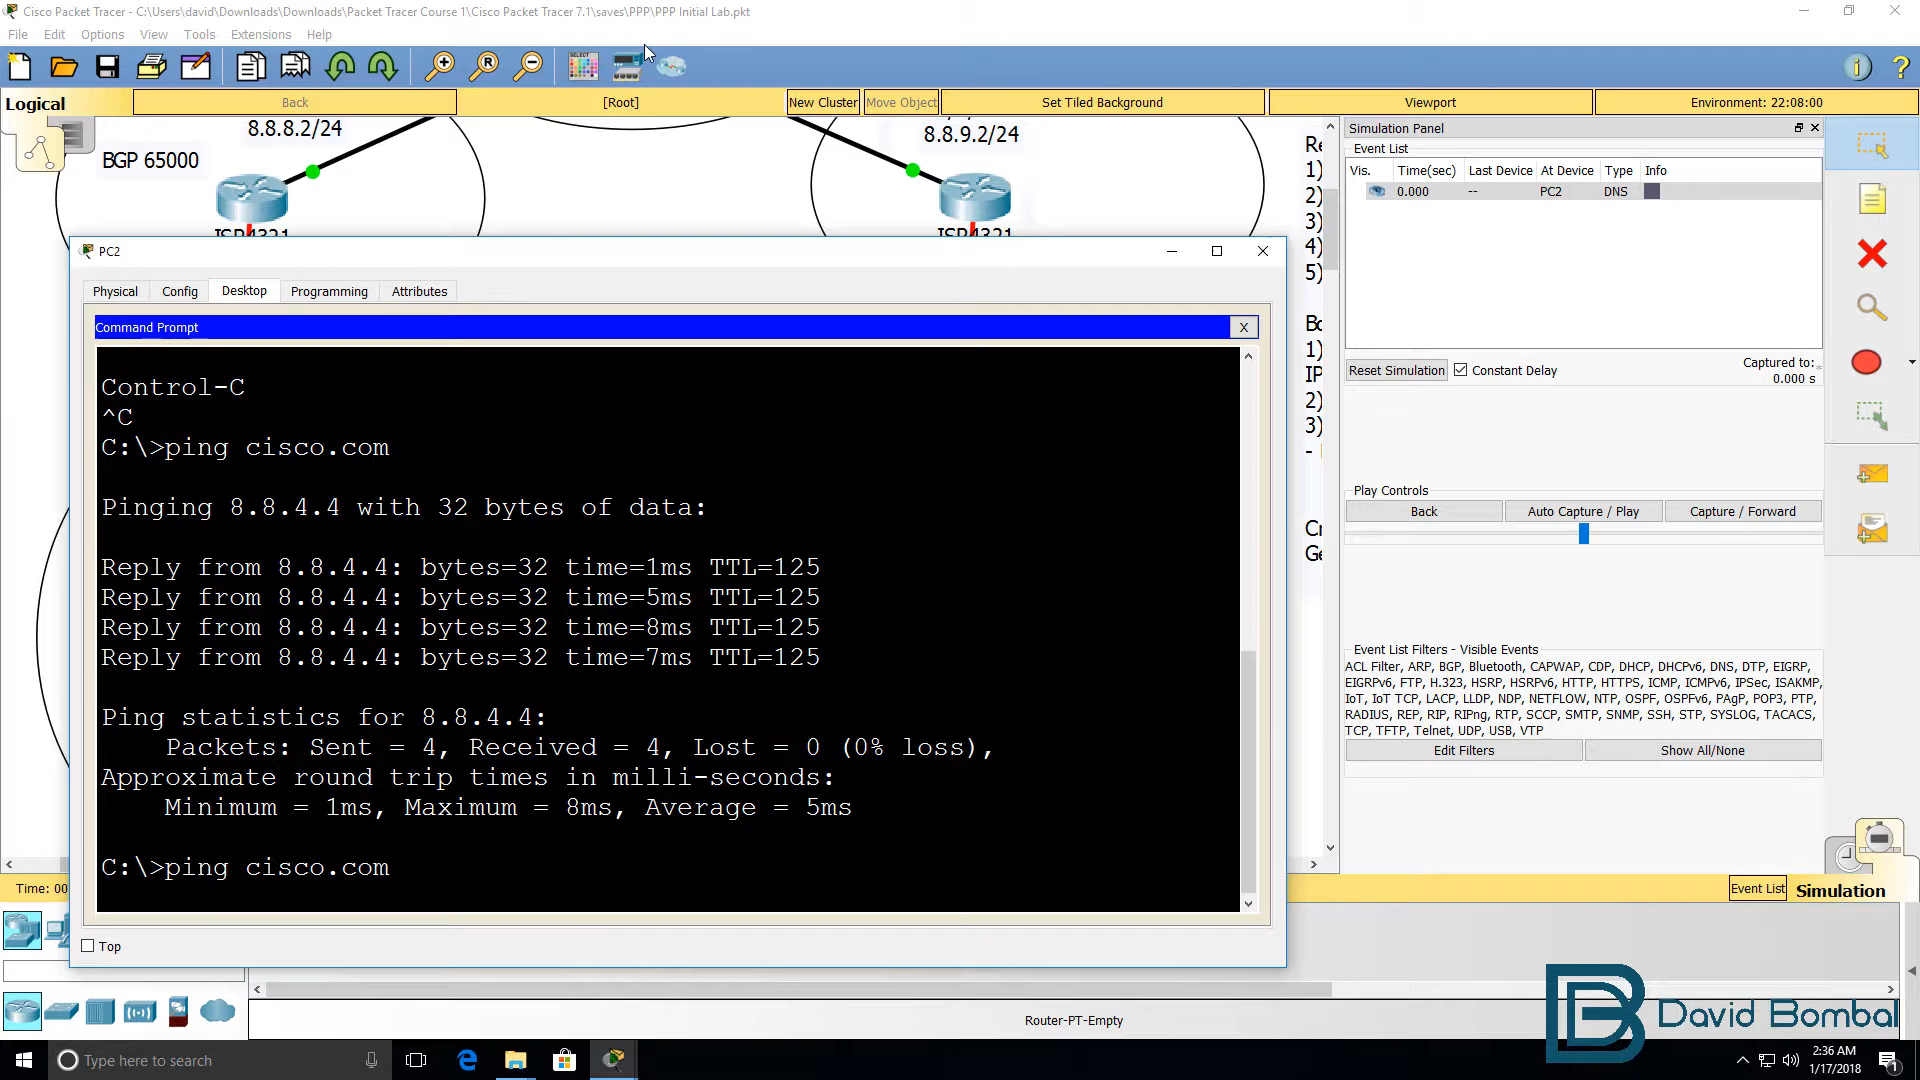 Cisco Packet Tracer - C:\Users\david\Downloads\Downloads\Packet Tracer Course 1\Cisco Packet Tracer 7.1\saves\PPP\PPP Initial Lab.pkt
File Edit Options View Tools Extensions Help
Logical Back [Root] New Cluster Move Object Set Tiled Background Viewport Environment: 22:08:00
8.8.8.2/24
8.8.9.2/24
BGP 65000
ISR4321
ISR4321
1)
2)
3)
4)
5)
1)
2)
3)
-
Simulation Panel
Event List
Vis. Time(sec) Last Device At Device Type Info
0.000 -- PC2 DNS
Reset Simulation Constant Delay Captured to:*
0.000 s
Play Controls
Back Auto Capture / Play Capture / Forward
Event List Filters - Visible Events
ACL Filter, ARP, BGP, Bluetooth, CAPWAP, CDP, DHCP, DHCPv6, DNS, DTP, EIGRP,
EIGRPv6, FTP, H.323, HSRP, HSRPv6, HTTP, HTTPS, ICMP, ICMPv6, IPSec, ISAKMP,
IoT, IoT TCP, LACP, LLDP, NDP, NETFLOW, NTP, OSPF, OSPFv6, PAgP, POP3, PTP,
RADIUS, REP, RIP, RIPng, RTP, SCCP, SMTP, SNMP, SSH, STP, SYSLOG, TACACS,
TCP, TFTP, Telnet, UDP, USB, VTP
Edit Filters Show All/None
PC2
Physical Config Desktop Programming Attributes
Command Prompt X
Control-C
^C
C:\>ping cisco.com
Pinging 8.8.4.4 with 32 bytes of data:
Reply from 8.8.4.4: bytes=32 time=1ms TTL=125
Reply from 8.8.4.4: bytes=32 time=5ms TTL=125
Reply from 8.8.4.4: bytes=32 time=8ms TTL=125
Reply from 8.8.4.4: bytes=32 time=7ms TTL=125
Ping statistics for 8.8.4.4:
Packets: Sent = 4, Received = 4, Lost = 0 (0% loss),
Approximate round trip times in milli-seconds:
Minimum = 1ms, Maximum = 8ms, Average = 5ms
C:\>ping cisco.com
Top
Time: 00
Event List Simulation
Router-PT-Empty
David Bombal
Type here to search
2:36 AM
1/17/2018
1